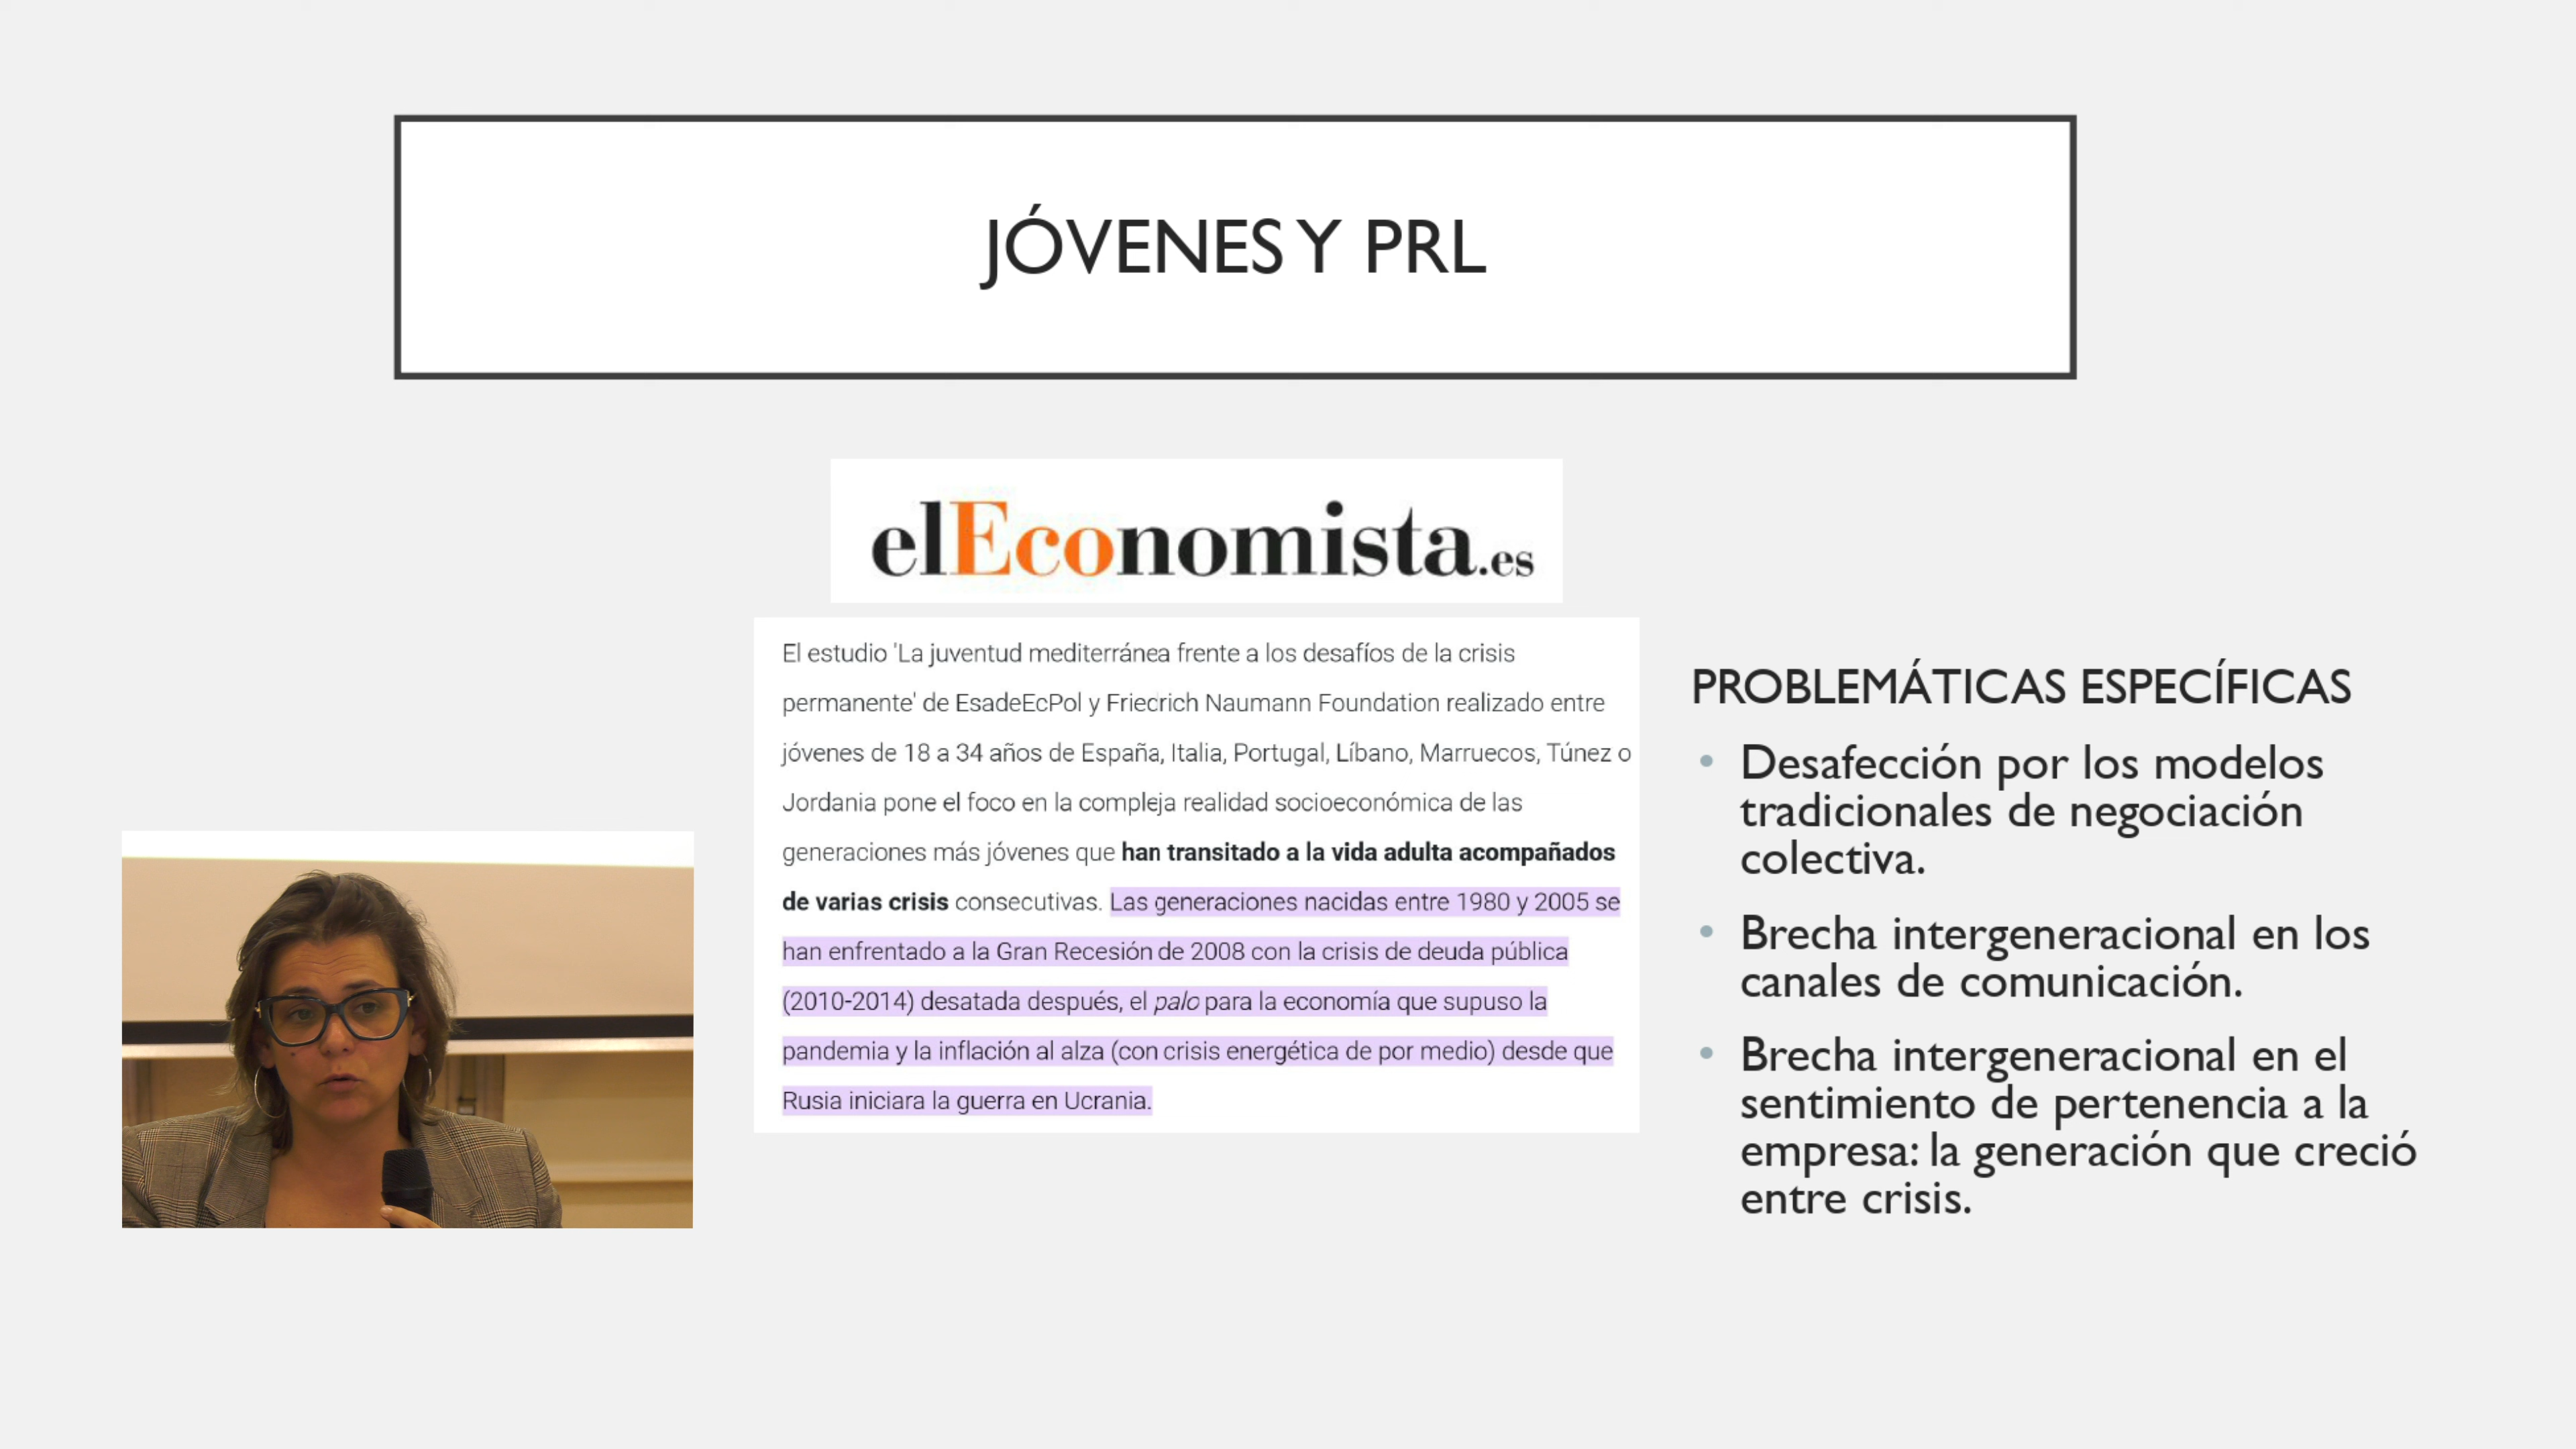 JÓVENES Y PRL
elEconomista.es
El estudio 'La juventud mediterránea frente a los desafíos de la crisis
permanente' de EsadeEcPol y Friedrich Naumann Foundation realizado entre
jóvenes de 18 a 34 años de España, Italia, Portugal, Líbano, Marruecos, Túnez o
Jordania pone el foco en la compleja realidad socioeconómica de las
generaciones más jóvenes que han transitado a la vida adulta acompañados
de varias crisis consecutivas. Las generaciones nacidas entre 1980 y 2005 se
han enfrentado a la Gran Recesión de 2008 con la crisis de deuda pública
(2010-2014) desatada después, el palo para la economía que supuso la
pandemia y la inflación al alza (con crisis energética de por medio) desde que
Rusia iniciara la guerra en Ucrania.
PROBLEMÁTICAS ESPECÍFICAS
• Desafección por los modelos
tradicionales de negociación
colectiva.
• Brecha intergeneracional en los
canales de comunicación.
• Brecha intergeneracional en el
sentimiento de pertenencia a la
empresa: la generación que creció
entre crisis.